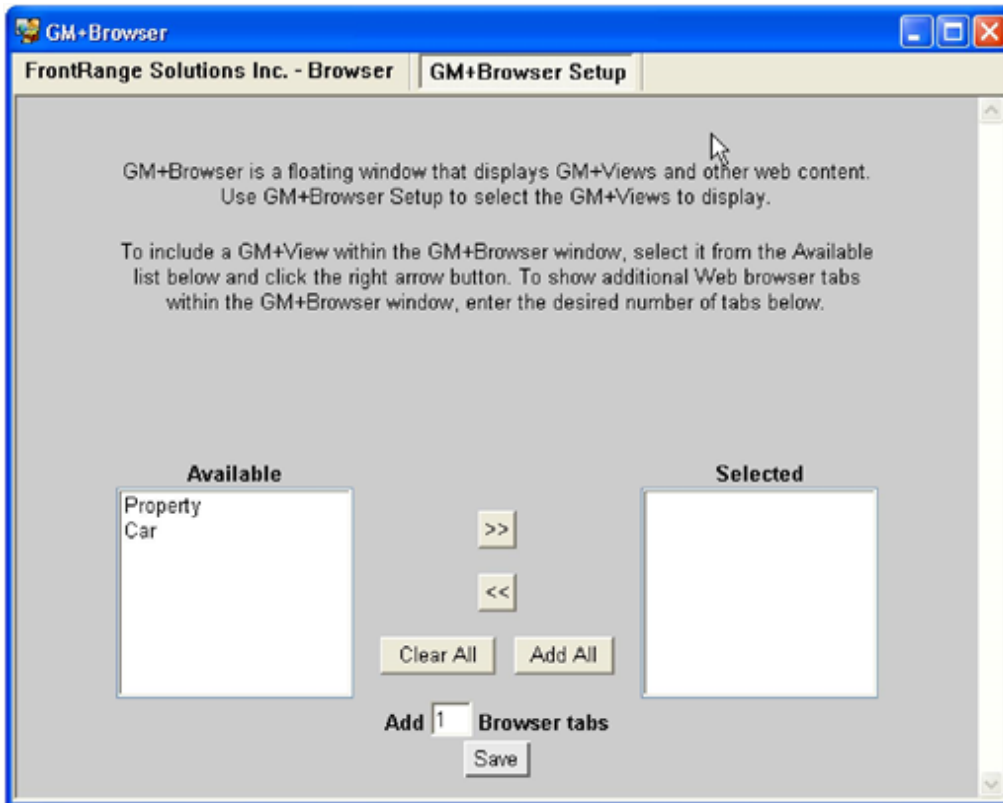 GM+Browser
FrontRange Solutions Inc. - Browser GM+Browser Setup
GM+Browser is a floating window that displays GM+Views and other web content.
Use GM+Browser Setup to select the GM+Views to display.
To include a GM+View within the GM+Browser window, select it from the Available
list below and click the right arrow button. To show additional Web browser tabs
within the GM+Browser window, enter the desired number of tabs below.
Available Selected
Property
Car
>>
<<
Clear All Add All
Add 1 Browser tabs
Save